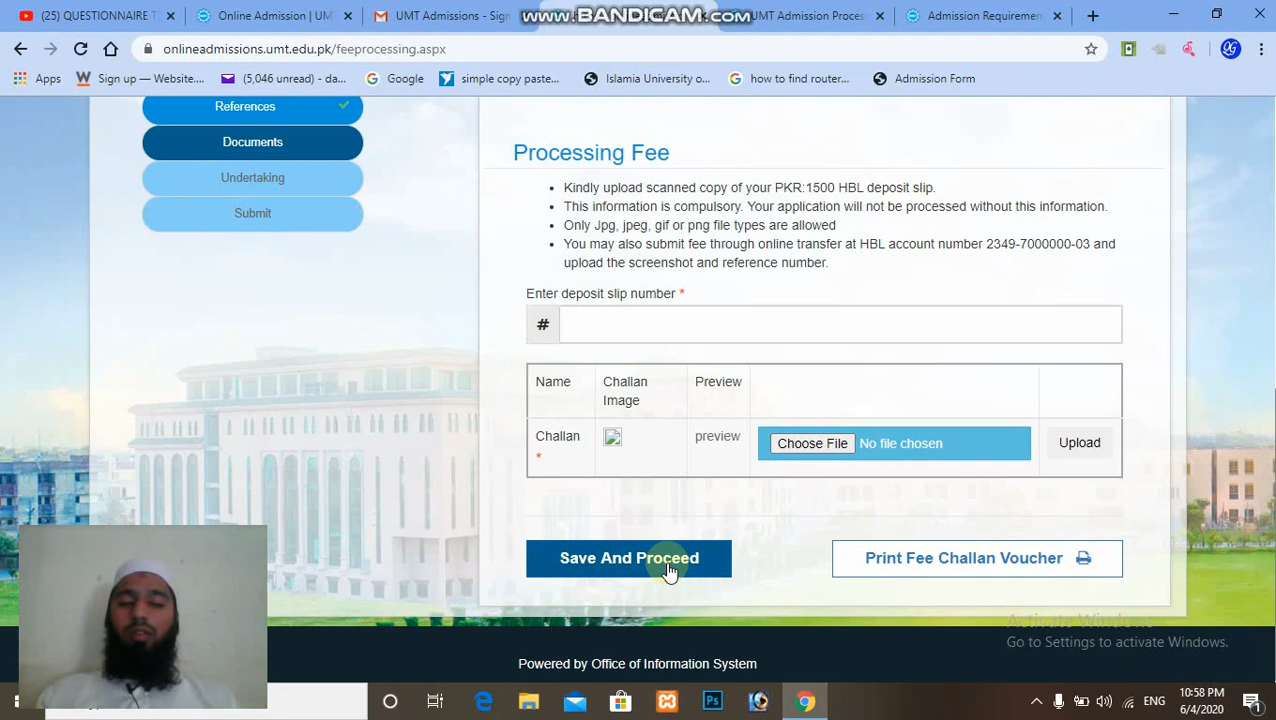 (25) QUESTIONNAIRE T
Online Admission | UM
UMT Admissions - Sign
www.BANDICAM.com
UMT Admission Proces
Admission Requiremen
onlineadmissions.umt.edu.pk/feeprocessing.aspx
Apps
Sign up — Website....
(5,046 unread) - da...
Google
simple copy paste...
Islamia University o...
how to find router...
Admission Form
References
Documents
Undertaking
Submit
Processing Fee
Kindly upload scanned copy of your PKR:1500 HBL deposit slip.
This information is compulsory. Your application will not be processed without this information.
Only Jpg, jpeg, gif or png file types are allowed
You may also submit fee through online transfer at HBL account number 2349-7000000-03 and
upload the screenshot and reference number.
Enter deposit slip number *
#
Name
Challan
Image
Preview
Challan
*
preview
Choose File No file chosen
Upload
Save And Proceed
Print Fee Challan Voucher
Activate Windows
Go to Settings to activate Windows.
Powered by Office of Information System
ENG
10:58 PM
6/4/2020